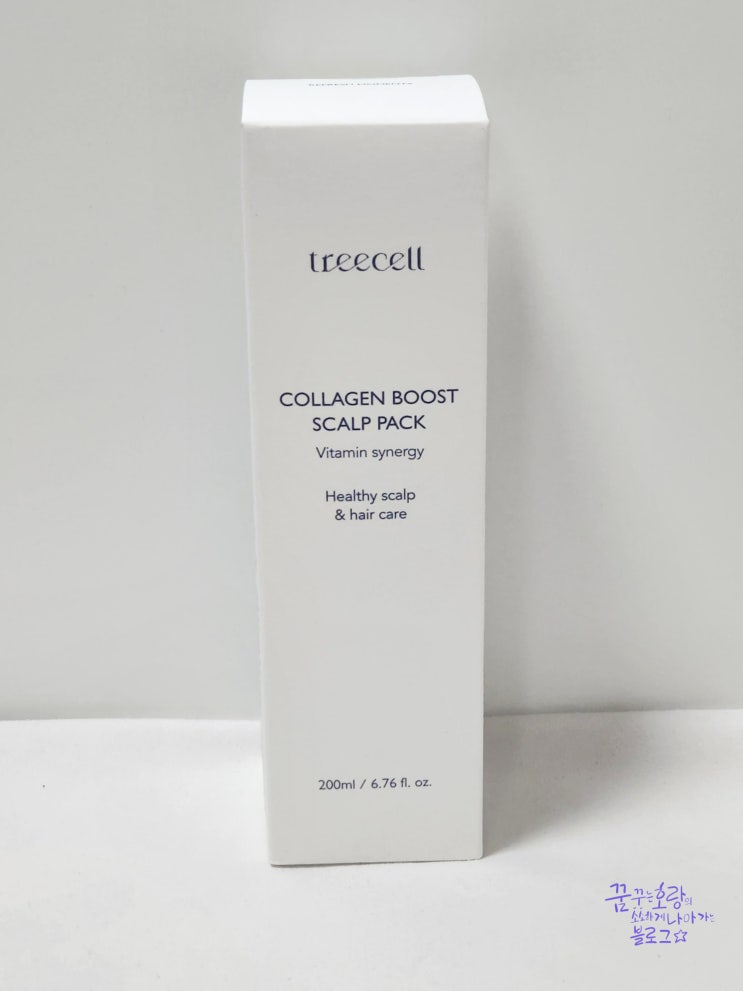 treecell
COLLAGEN BOOST
SCALP PACK
Vitamin synergy
Healthy scalp
& hair care
200ml / 6.76 fl. oz.
꿈꾸는호랑의
소소하게나아가는
블로그☆